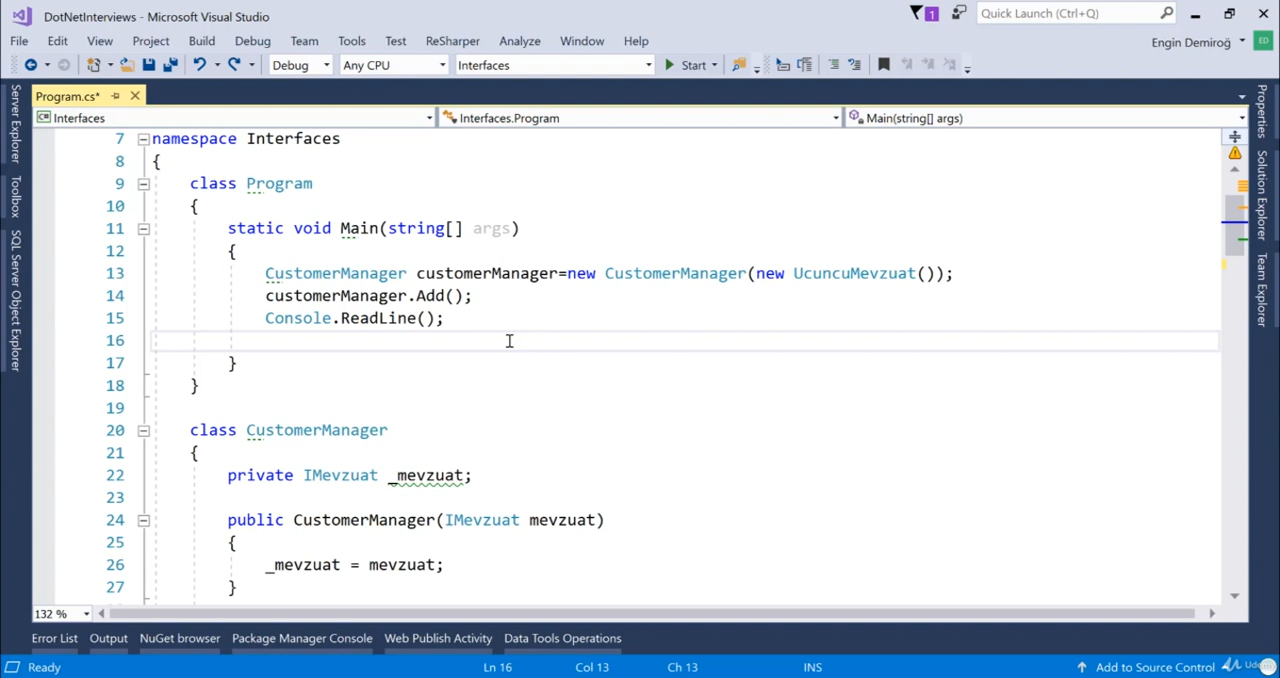 DotNetInterviews - Microsoft Visual Studio
1
Quick Launch (Ctrl+Q)
File Edit View Project Build Debug Team Tools Test ReSharper Analyze Window Help
Engin Demiroğ ED
Debug Any CPU Interfaces Start
Program.cs*
Interfaces Interfaces.Program Main(string[] args)
7 namespace Interfaces
8 {
9 class Program
10 {
11 static void Main(string[] args)
12 {
13 CustomerManager customerManager=new CustomerManager(new UcuncuMevzuat());
14 customerManager.Add();
15 Console.ReadLine();
16
17 }
18 }
19
20 class CustomerManager
21 {
22 private IMevzuat _mevzuat;
23
24 public CustomerManager(IMevzuat mevzuat)
25 {
26 _mevzuat = mevzuat;
27 }
Server Explorer
Toolbox
SQL Server Object Explorer
Properties
Solution Explorer
Team Explorer
132 %
Error List Output NuGet browser Package Manager Console Web Publish Activity Data Tools Operations
Ready Ln 16 Col 13 Ch 13 INS Add to Source Control